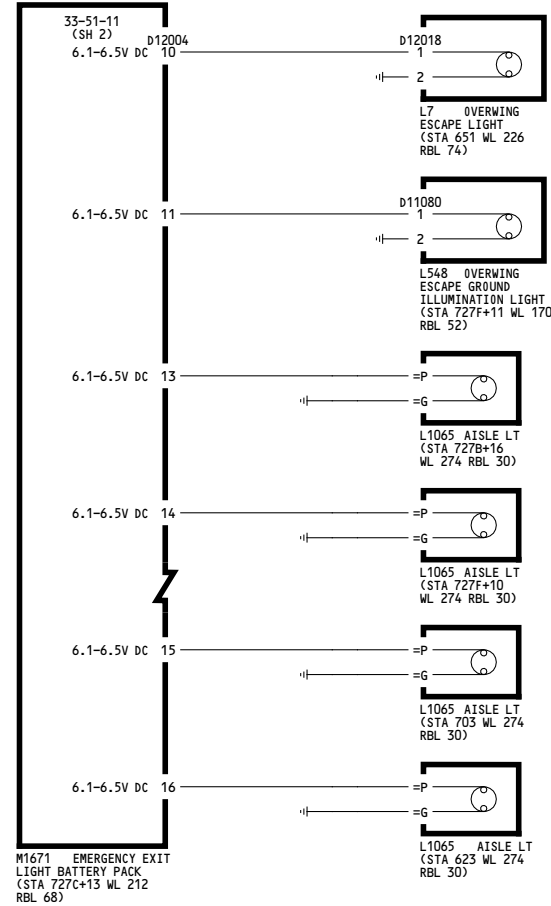 33-51-11
(SH 2)
D12004
6.1-6.5V DC 10
D12018
1
2
L7 OVERWING
ESCAPE LIGHT
(STA 651 WL 226
RBL 74)
6.1-6.5V DC 11
D11080
1
2
L548 OVERWING
ESCAPE GROUND
ILLUMINATION LIGHT
(STA 727F+11 WL 170
RBL 52)
6.1-6.5V DC 13
=P
=G
L1065 AISLE LT
(STA 727B+16
WL 274 RBL 30)
6.1-6.5V DC 14
=P
=G
L1065 AISLE LT
(STA 727F+10
WL 274 RBL 30)
6.1-6.5V DC 15
=P
=G
L1065 AISLE LT
(STA 703 WL 274
RBL 30)
6.1-6.5V DC 16
=P
=G
L1065 AISLE LT
(STA 623 WL 274
RBL 30)
M1671 EMERGENCY EXIT
LIGHT BATTERY PACK
(STA 727C+13 WL 212
RBL 68)